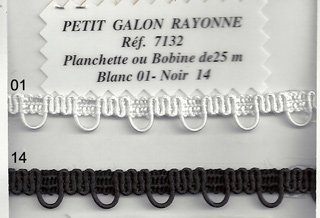 PETIT GALON RAYONNE
Réf. 7132
Planchette ou Bobine de25 m
Blanc 01- Noir 14
01
14